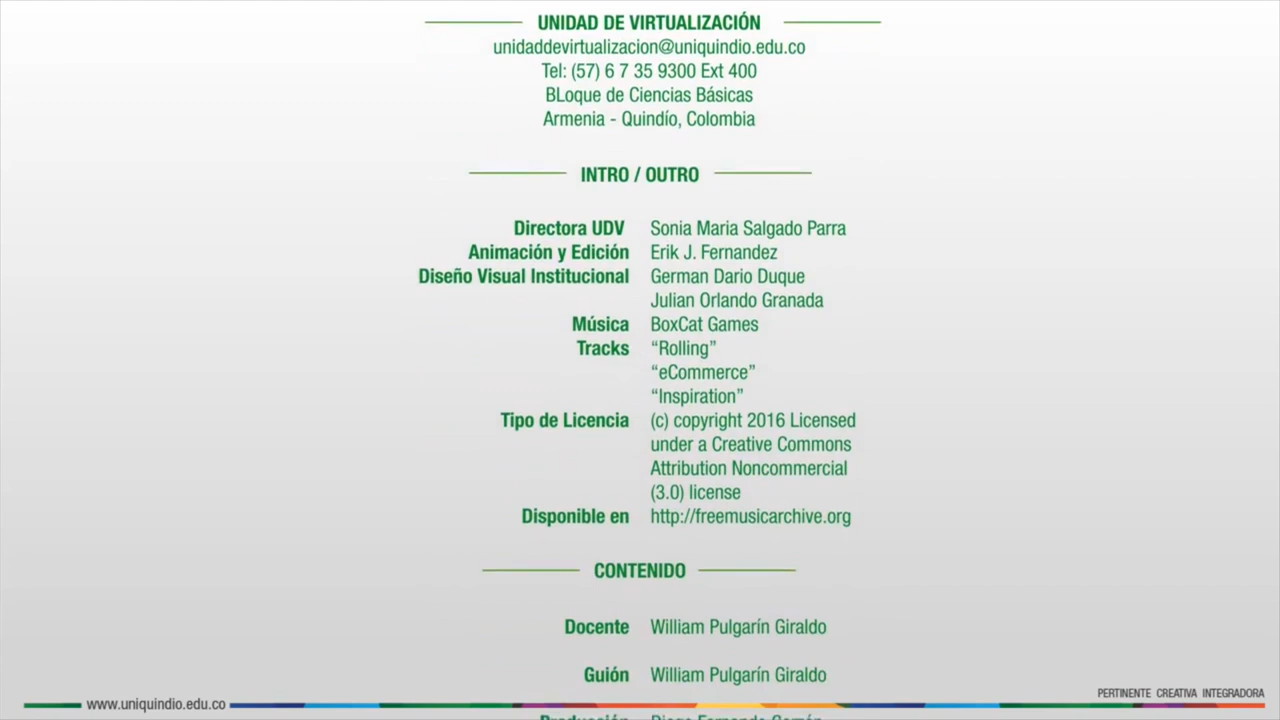 UNIDAD DE VIRTUALIZACIÓN
unidaddevirtualizacion@uniquindio.edu.co
Tel: (57) 6 7 35 9300 Ext 400
BLoque de Ciencias Básicas
Armenia - Quindío, Colombia
INTRO / OUTRO
Directora UDV Sonia Maria Salgado Parra
Animación y Edición Erik J. Fernandez
Diseño Visual Institucional German Dario Duque
Julian Orlando Granada
Música BoxCat Games
Tracks “Rolling”
“eCommerce”
“Inspiration”
Tipo de Licencia (c) copyright 2016 Licensed
under a Creative Commons
Attribution Noncommercial
(3.0) license
Disponible en http://freemusicarchive.org
CONTENIDO
Docente William Pulgarín Giraldo
Guión William Pulgarín Giraldo
PERTINENTE CREATIVA INTEGRADORA
www.uniquindio.edu.co